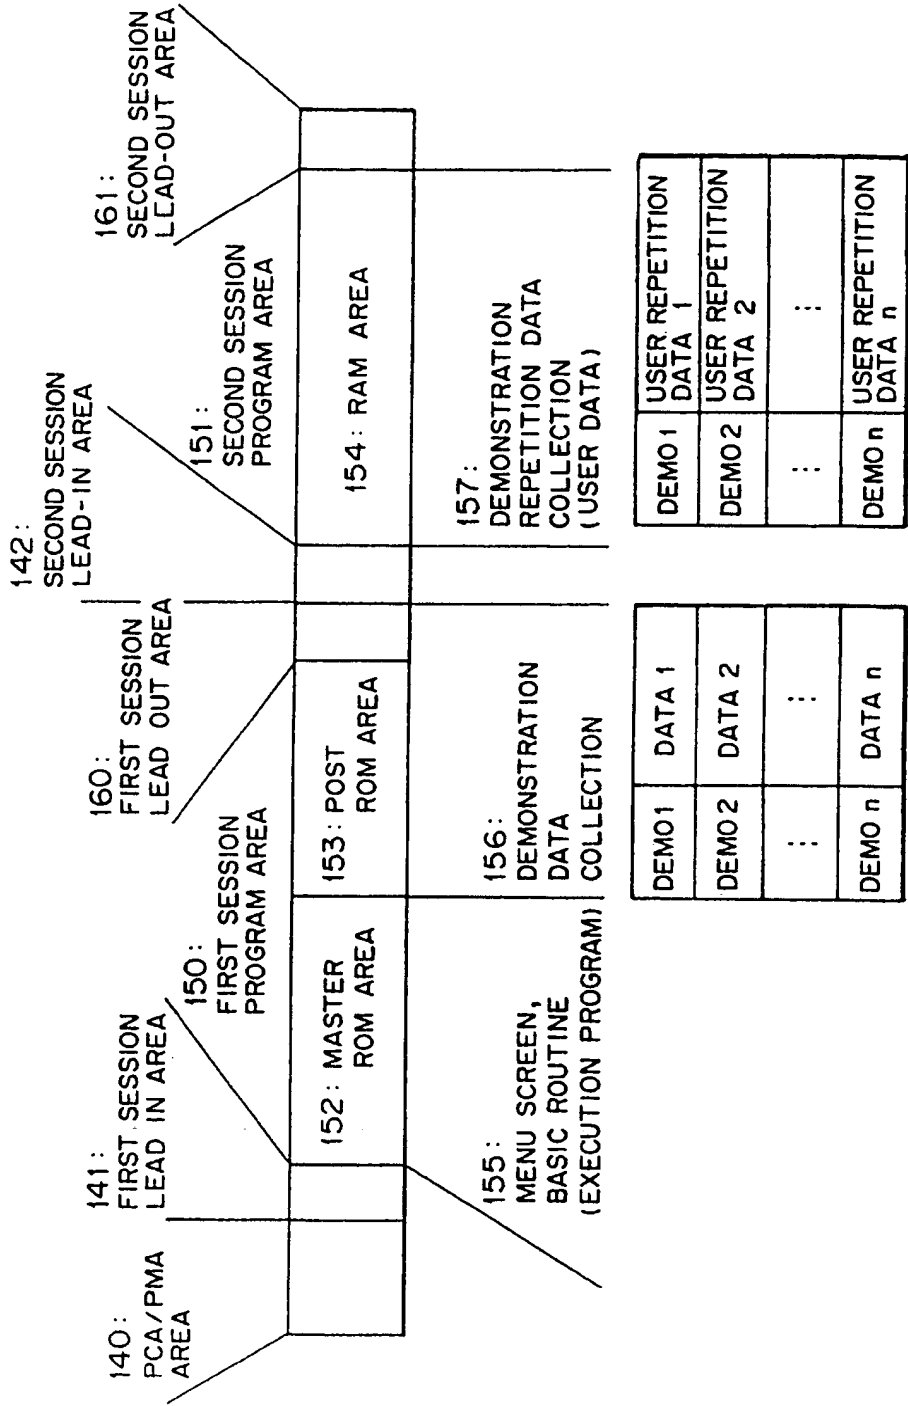 140:
PCA/PMA
AREA
141:
FIRST SESSION
LEAD IN AREA
150:
FIRST SESSION
PROGRAM AREA
160:
FIRST SESSION
LEAD OUT AREA
142:
SECOND SESSION
LEAD-IN AREA
151:
SECOND SESSION
PROGRAM AREA
161:
SECOND SESSION
LEAD-OUT AREA
152: MASTER
ROM AREA
153: POST
ROM AREA
154: RAM AREA
155:
MENU SCREEN,
BASIC ROUTINE
(EXECUTION PROGRAM)
156:
DEMONSTRATION
DATA
COLLECTION
157:
DEMONSTRATION
REPETITION DATA
COLLECTION
(USER DATA)
DEMO1 DATA 1
DEMO2 DATA 2
... ...
DEMO n DATA n
DEMO1 USER REPETITION
DATA 1
DEMO2 USER REPETITION
DATA 2
... ...
DEMO n USER REPETITION
DATA n